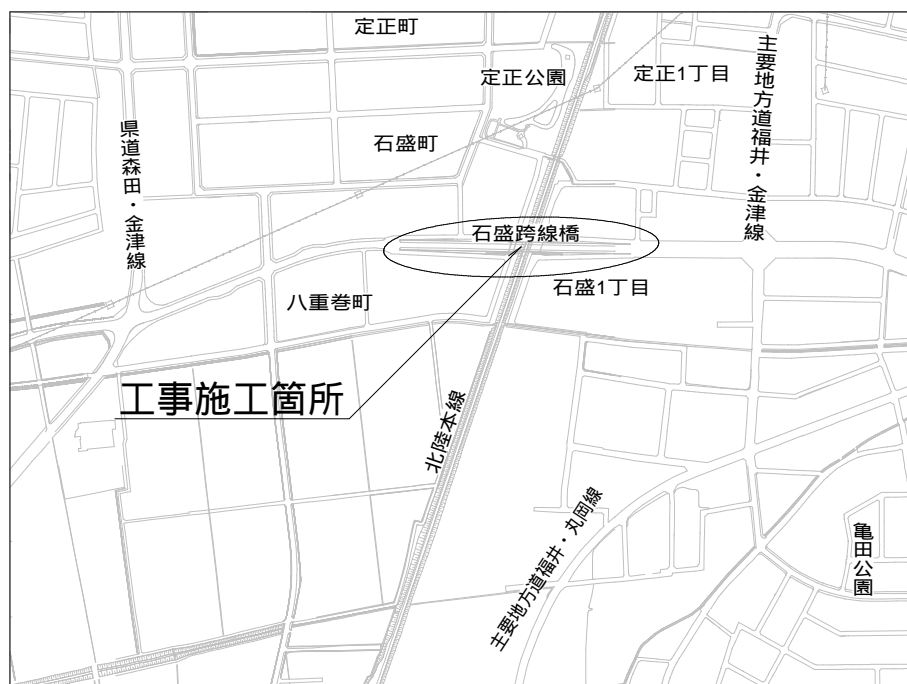 定正町
定正公園
定正1丁目
主要地方道福井・金津線
石盛町
県道森田・金津線
石盛跨線橋
石盛1丁目
八重巻町
工事施工箇所
北陸本線
主要地方道福井・丸岡線
亀田公園